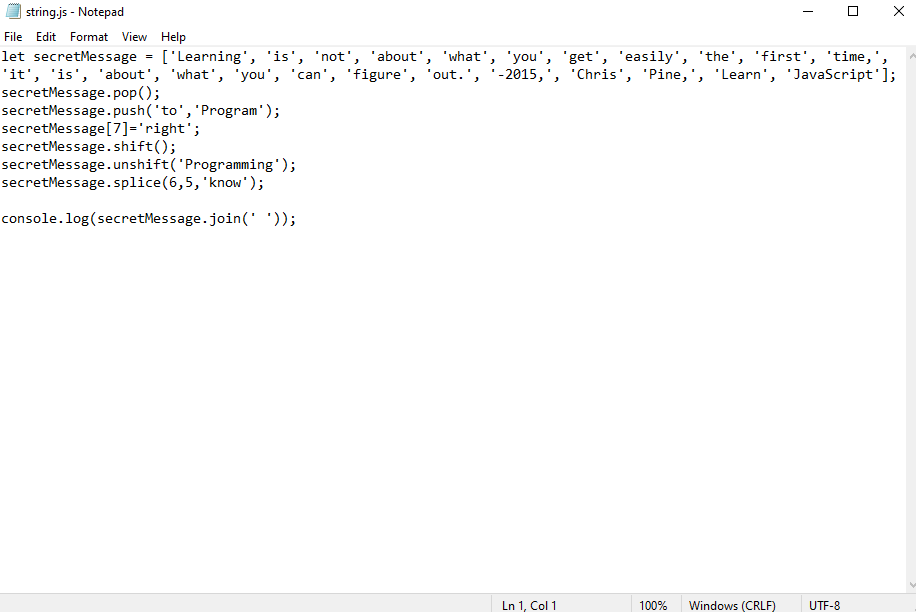 string.js - Notepad
File Edit Format View Help
let secretMessage = ['Learning', 'is', 'not', 'about', 'what', 'you', 'get', 'easily', 'the', 'first', 'time,',
'it', 'is', 'about', 'what', 'you', 'can', 'figure', 'out.', '-2015,', 'Chris', 'Pine,', 'Learn', 'JavaScript'];
secretMessage.pop();
secretMessage.push('to','Program');
secretMessage[7]='right';
secretMessage.shift();
secretMessage.unshift('Programming');
secretMessage.splice(6,5,'know');
console.log(secretMessage.join(' '));
Ln 1, Col 1 100% Windows (CRLF) UTF-8